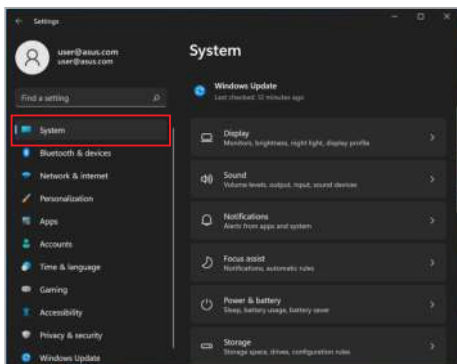 Settings
user@asus.com
user@asus.com
Find a setting
System
Bluetooth & devices
Network & internet
Personalization
Apps
Accounts
Time & language
Gaming
Accessibility
Privacy & security
Windows Update
System
Windows Update
Last checked: 12 minutes ago
Display
Monitors, brightness, night light, display profile
Sound
Volume levels, output, input, sound devices
Notifications
Alerts from apps and system
Focus assist
Notifications, automatic rules
Power & battery
Sleep, battery usage, battery saver
Storage
Storage space, drives, configuration rules